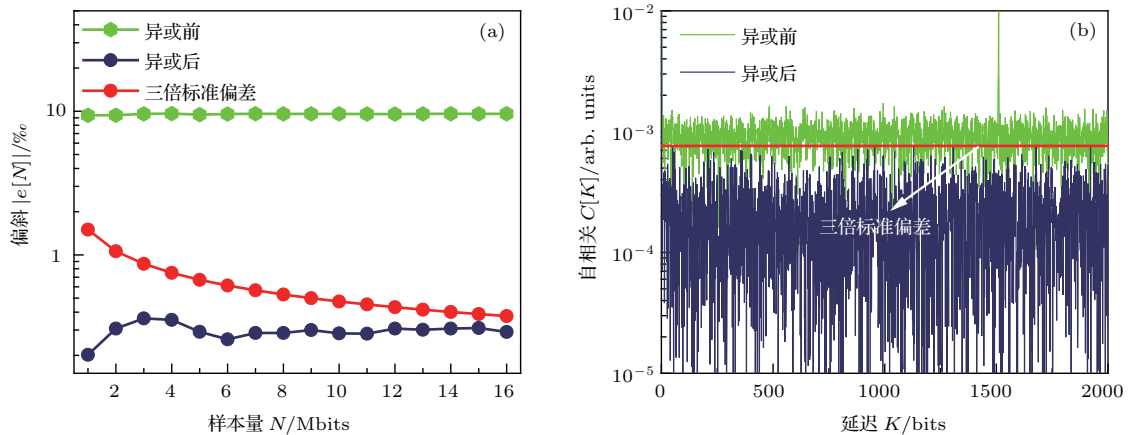 (a)
异或前
异或后
三倍标准偏差
10
1
偏斜 |e[N]|/‰
2 4 6 8 10 12 14 16
样本量 N/Mbits
(b)
异或前
异或后
三倍标准偏差
10⁻²
10⁻³
10⁻⁴
10⁻⁵
自相关 C[K]/arb. units
0 500 1000 1500 2000
延迟 K/bits